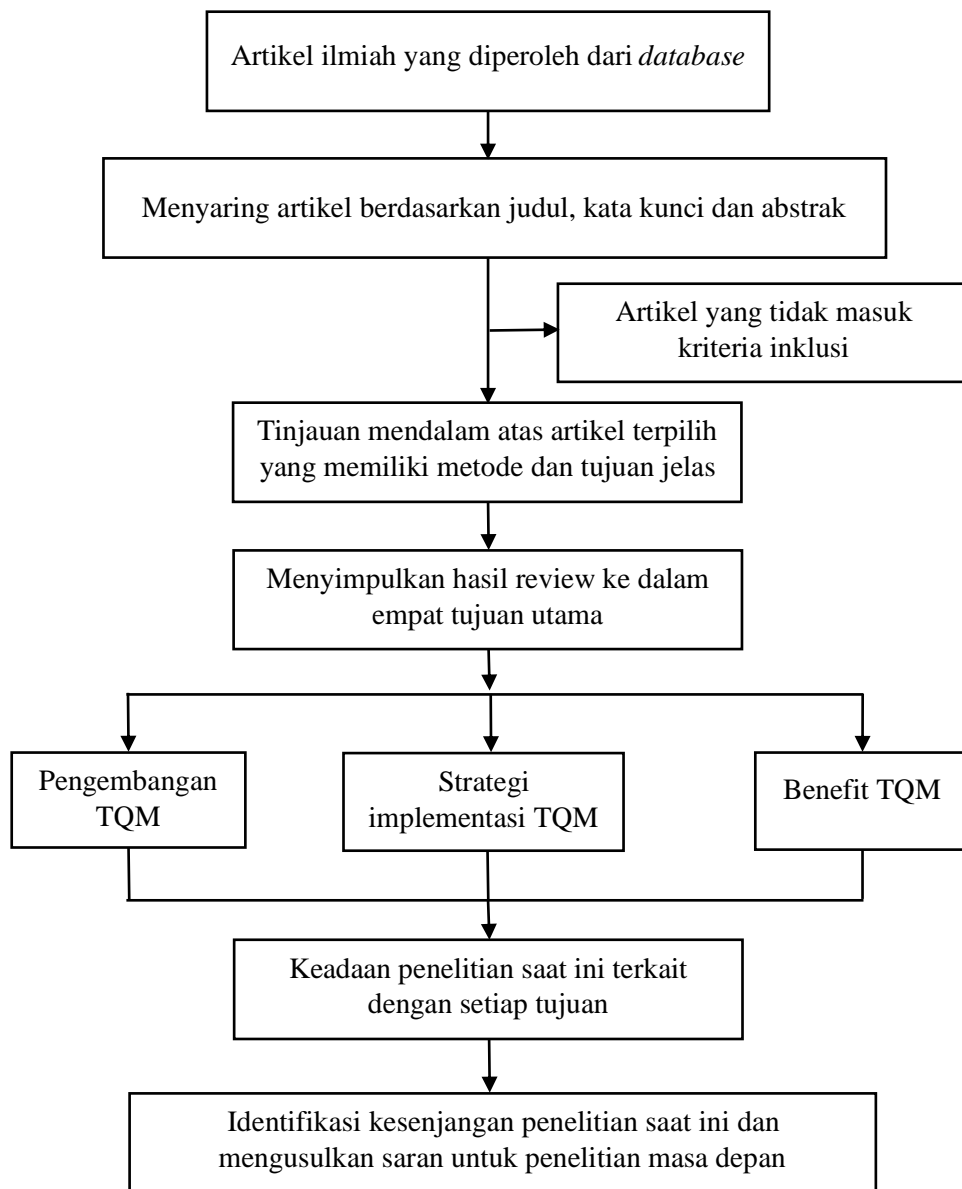 Artikel ilmiah yang diperoleh dari database
Menyaring artikel berdasarkan judul, kata kunci dan abstrak
Artikel yang tidak masuk
kriteria inklusi
Tinjauan mendalam atas artikel terpilih
yang memiliki metode dan tujuan jelas
Menyimpulkan hasil review ke dalam
empat tujuan utama
Pengembangan
TQM
Strategi
implementasi TQM
Benefit TQM
Keadaan penelitian saat ini terkait
dengan setiap tujuan
Identifikasi kesenjangan penelitian saat ini dan
mengusulkan saran untuk penelitian masa depan